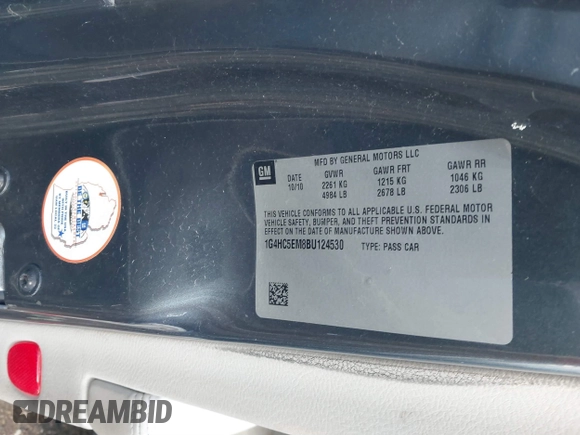 GM
MFD BY GENERAL MOTORS LLC
DATE GVWR GAWR FRT GAWR RR
10/10 2261 KG 1215 KG 1046 KG
4984 LB 2678 LB 2306 LB
THIS VEHICLE CONFORMS TO ALL APPLICABLE U.S. FEDERAL MOTOR
VEHICLE SAFETY, BUMPER, AND THEFT PREVENTION STANDARDS IN
EFFECT ON THE DATE OF MANUFACTURE SHOWN ABOVE.
1G4HC5EM8BU124530 TYPE: PASS CAR
DREAMBID